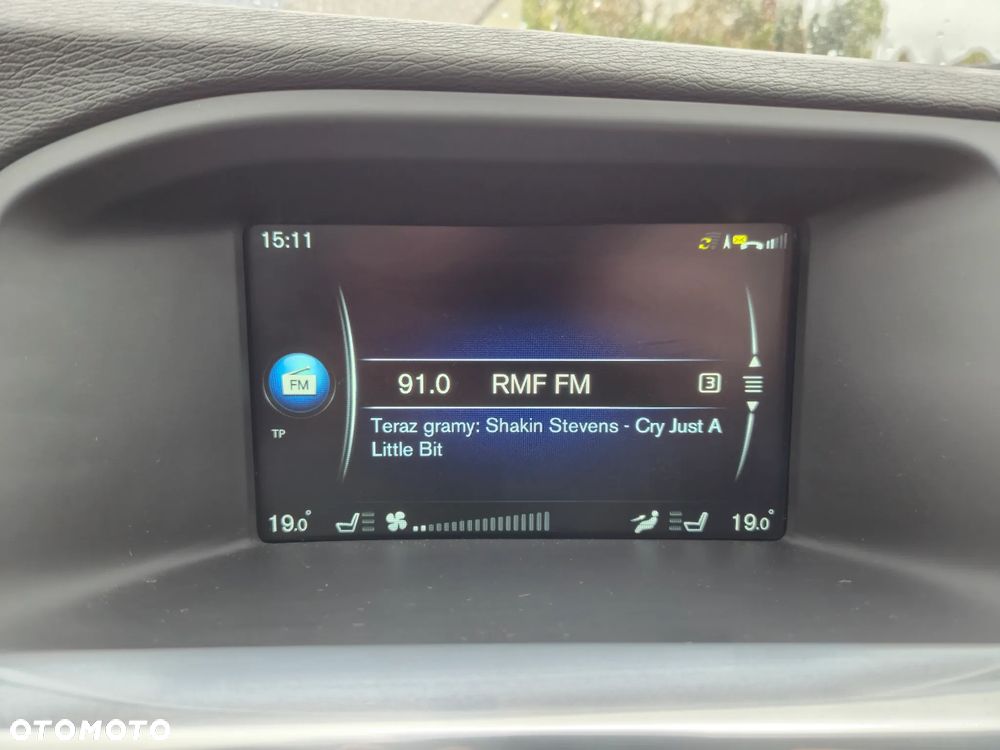 15:11
FM
91.0 RMF FM 3
TP
Teraz gramy: Shakin Stevens - Cry Just A
Little Bit
19.0° 19.0°
OTOMOTO